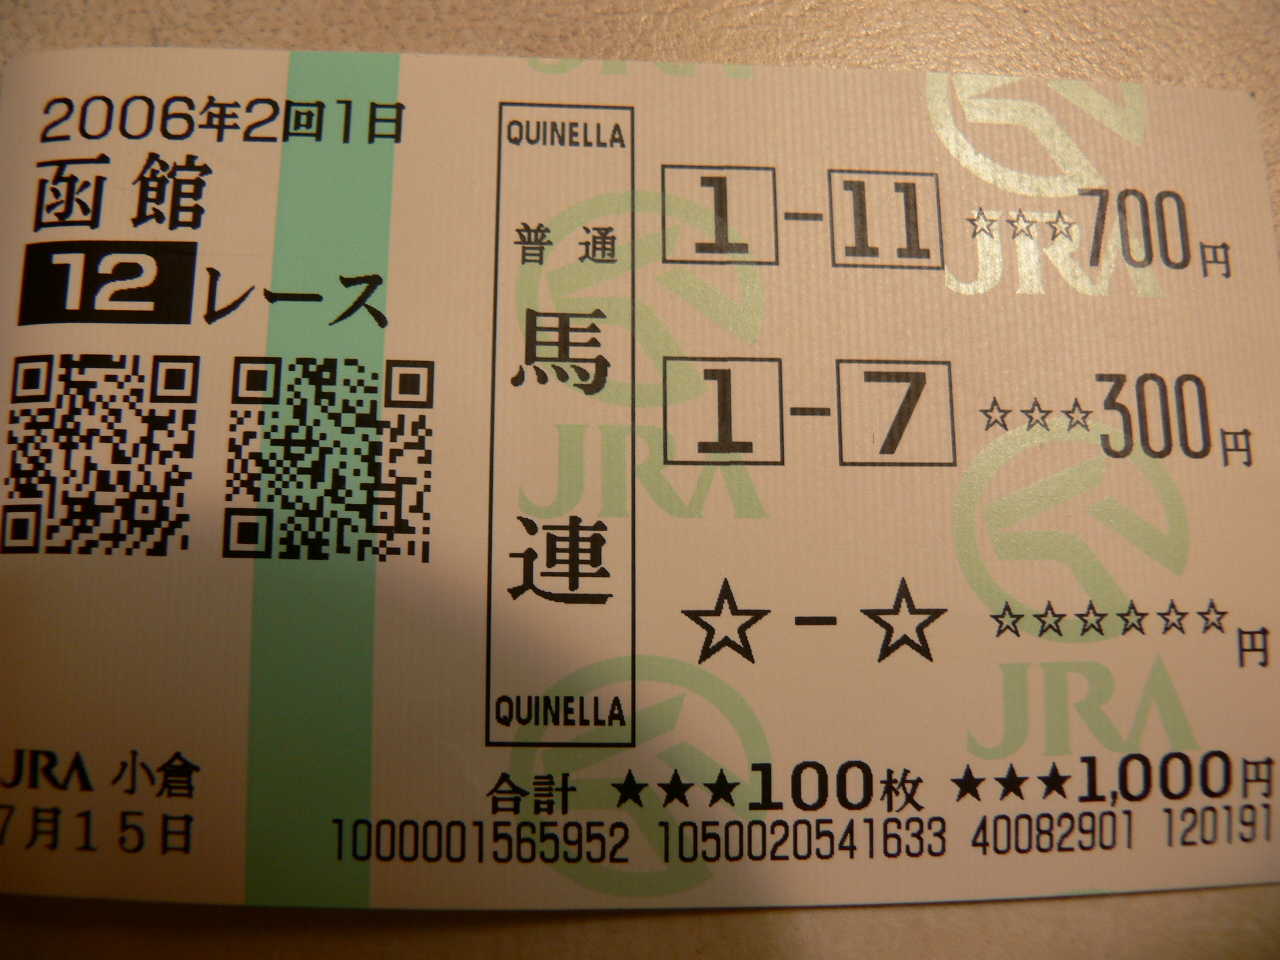 2006年2回1日
函館
12レース
QUINELLA
普通
馬連
QUINELLA
1-11 ☆☆☆700円
1-7 ☆☆☆300円
☆-☆ ☆☆☆☆☆☆円
JRA 小倉
7月15日
合計 ★★★100枚 ★★★1,000円
1000001565952 1050020541633 40082901 120191
JRA
JRA
JRA